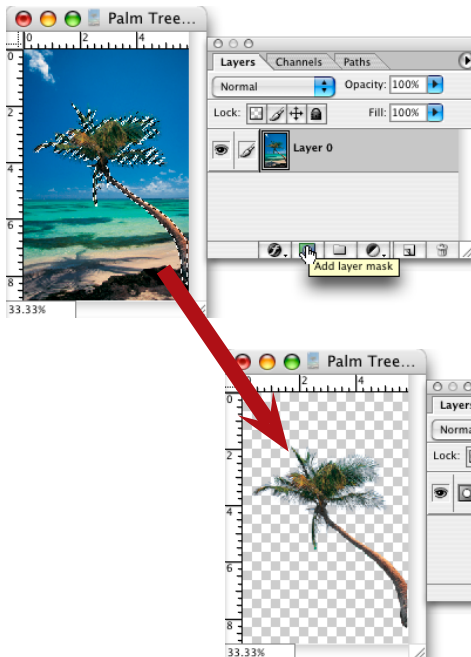 Palm Tree...
0 2 4
0
2
4
6
8
33.33%
Layers Channels Paths
Normal Opacity: 100%
Lock: Fill: 100%
Layer 0
Add layer mask
Palm Tree...
2 4
0
2
4
6
8
33.33%
Layers
Norma
Lock: